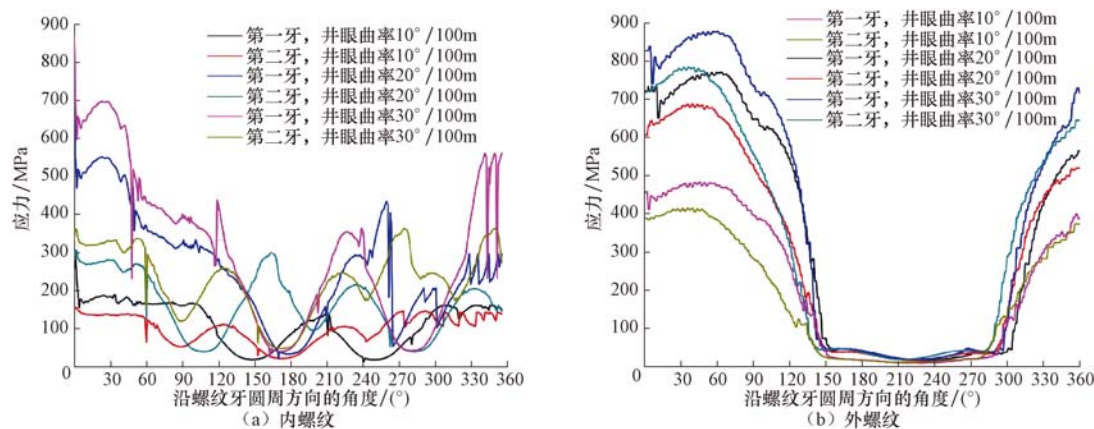 900
800
700
600
500
400
300
200
100
0
应力/MPa
第一牙，井眼曲率10°/100m
第二牙，井眼曲率10°/100m
第一牙，井眼曲率20°/100m
第二牙，井眼曲率20°/100m
第一牙，井眼曲率30°/100m
第二牙，井眼曲率30°/100m
0 30 60 90 120 150 180 210 240 270 300 330 360
沿螺纹牙圆周方向的角度/(°)
（a）内螺纹
900
800
700
600
500
400
300
200
100
应力/MPa
第一牙，井眼曲率10°/100m
第二牙，井眼曲率10°/100m
第一牙，井眼曲率20°/100m
第二牙，井眼曲率20°/100m
第一牙，井眼曲率30°/100m
第二牙，井眼曲率30°/100m
0 30 60 90 120 150 180 210 240 270 300 330 360
沿螺纹牙圆周方向的角度/(°)
（b）外螺纹